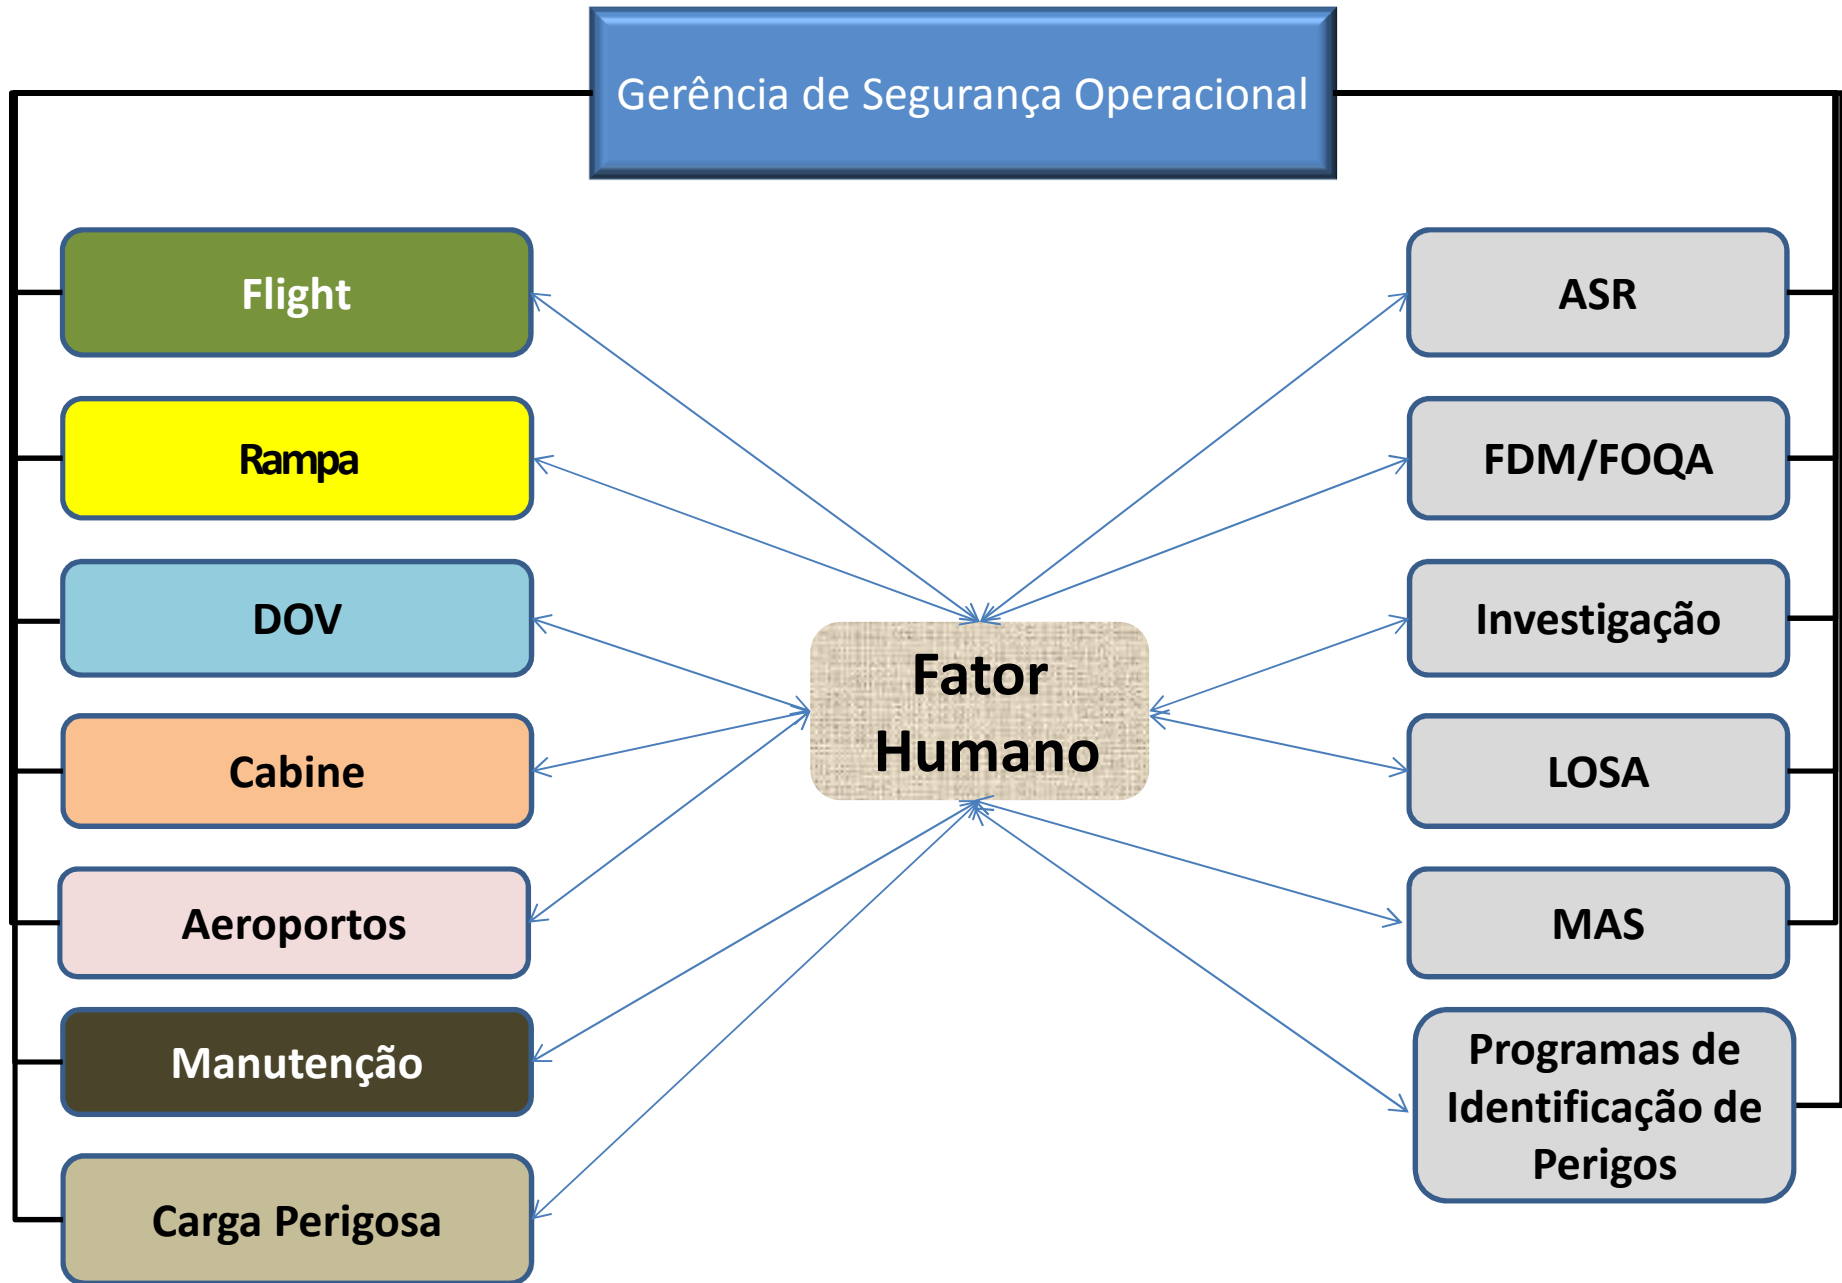 Gerência de Segurança Operacional
Flight
Rampa
DOV
Cabine
Aeroportos
Manutenção
Carga Perigosa
Fator
Humano
ASR
FDM/FOQA
Investigação
LOSA
MAS
Programas de
Identificação de
Perigos